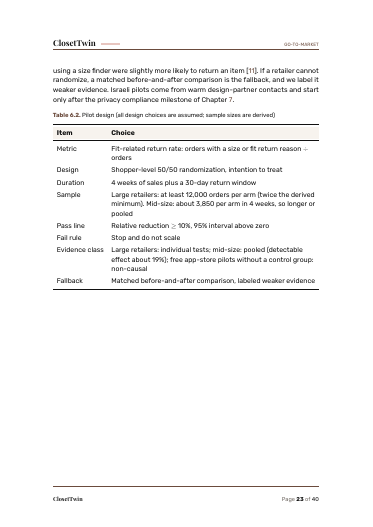 ClosetTwin
GO-TO-MARKET
using a size finder were slightly more likely to return an item [11]. If a retailer cannot
randomize, a matched before-and-after comparison is the fallback, and we label it
weaker evidence. Israeli pilots come from warm design-partner contacts and start
only after the privacy compliance milestone of Chapter 7.
Table 6.2. Pilot design (all design choices are assumed; sample sizes are derived)
Item Choice
Metric Fit-related return rate: orders with a size or fit return reason ÷
orders
Design Shopper-level 50/50 randomization, intention to treat
Duration 4 weeks of sales plus a 30-day return window
Sample Large retailers: at least 12,000 orders per arm (twice the derived
minimum). Mid-size: about 3,850 per arm in 4 weeks, so longer or
pooled
Pass line Relative reduction ≥ 10%, 95% interval above zero
Fail rule Stop and do not scale
Evidence class Large retailers: individual tests; mid-size: pooled (detectable
effect about 19%); free app-store pilots without a control group:
non-causal
Fallback Matched before-and-after comparison, labeled weaker evidence
ClosetTwin
Page 23 of 40